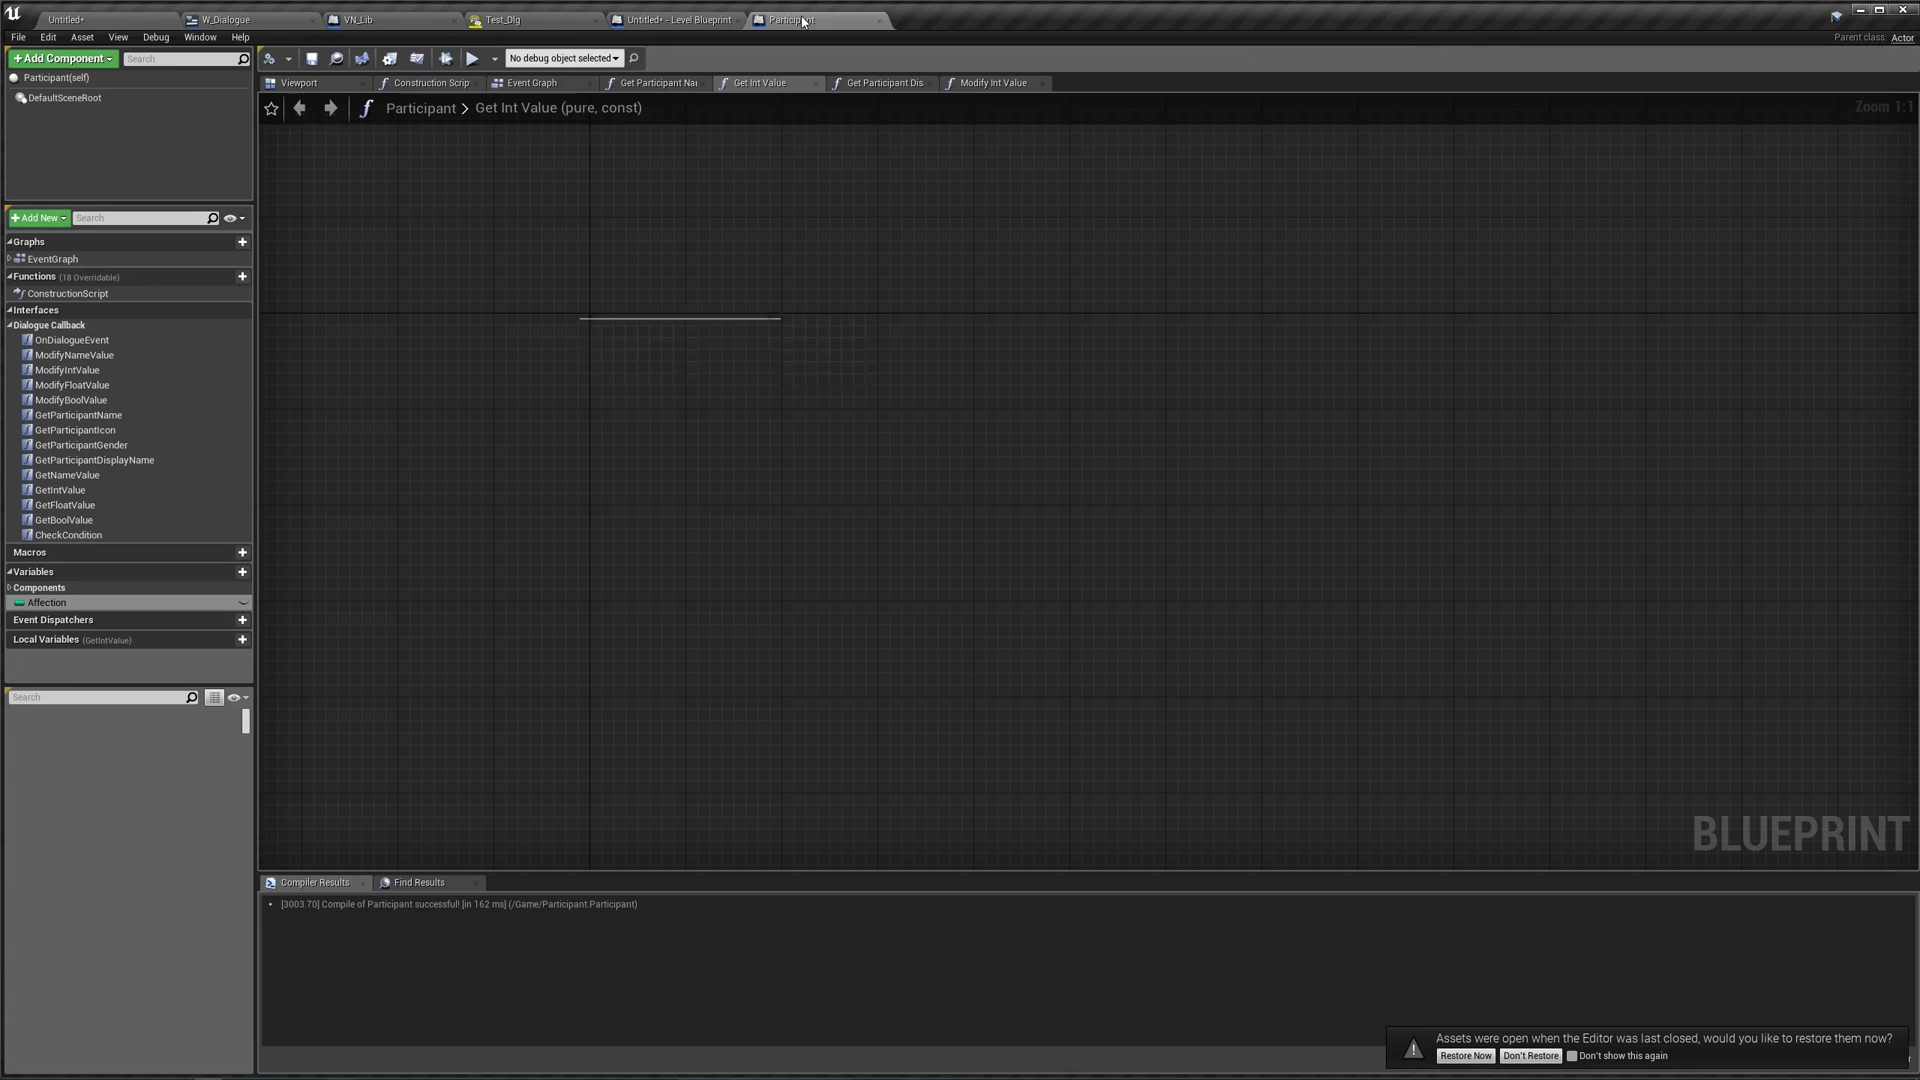 Untitled*
W_Dialogue
VN_Lib
Test_Dlg
Untitled* - Level Blueprint
File Edit Asset View Debug Window Help
Parent class: Actor
Add Component
Search
No debug object selected
Participant(self)
DefaultSceneRoot
Viewport
Construction Scrip
Event Graph
Get Participant Nai
Get Int Value
Get Participant Dis
Modify Int Value
Participant > Get Int Value (pure, const)
Zoom 1:1
Add New
Search
Graphs
EventGraph
Functions (18 Overridable)
ConstructionScript
Interfaces
Dialogue Callback
OnDialogueEvent
ModifyNameValue
ModifyIntValue
ModifyFloatValue
ModifyBoolValue
GetParticipantName
GetParticipantIcon
GetParticipantGender
GetParticipantDisplayName
GetNameValue
GetIntValue
GetFloatValue
GetBoolValue
CheckCondition
Macros
Variables
Components
Affection
Event Dispatchers
Local Variables (GetIntValue)
Search
BLUEPRINT
Compiler Results
Find Results
[3003.70] Compile of Participant successful! [in 162 ms] (/Game/Participant.Participant)
Assets were open when the Editor was last closed, would you like to restore them now?
Restore Now
Don't Restore
Don't show this again